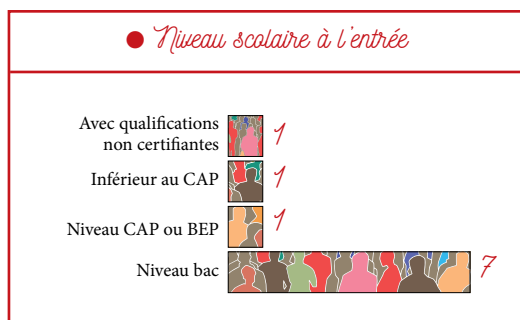 Niveau scolaire à l'entrée
Avec qualifications
non certifiantes 1
Inférieur au CAP 1
Niveau CAP ou BEP 1
Niveau bac 7